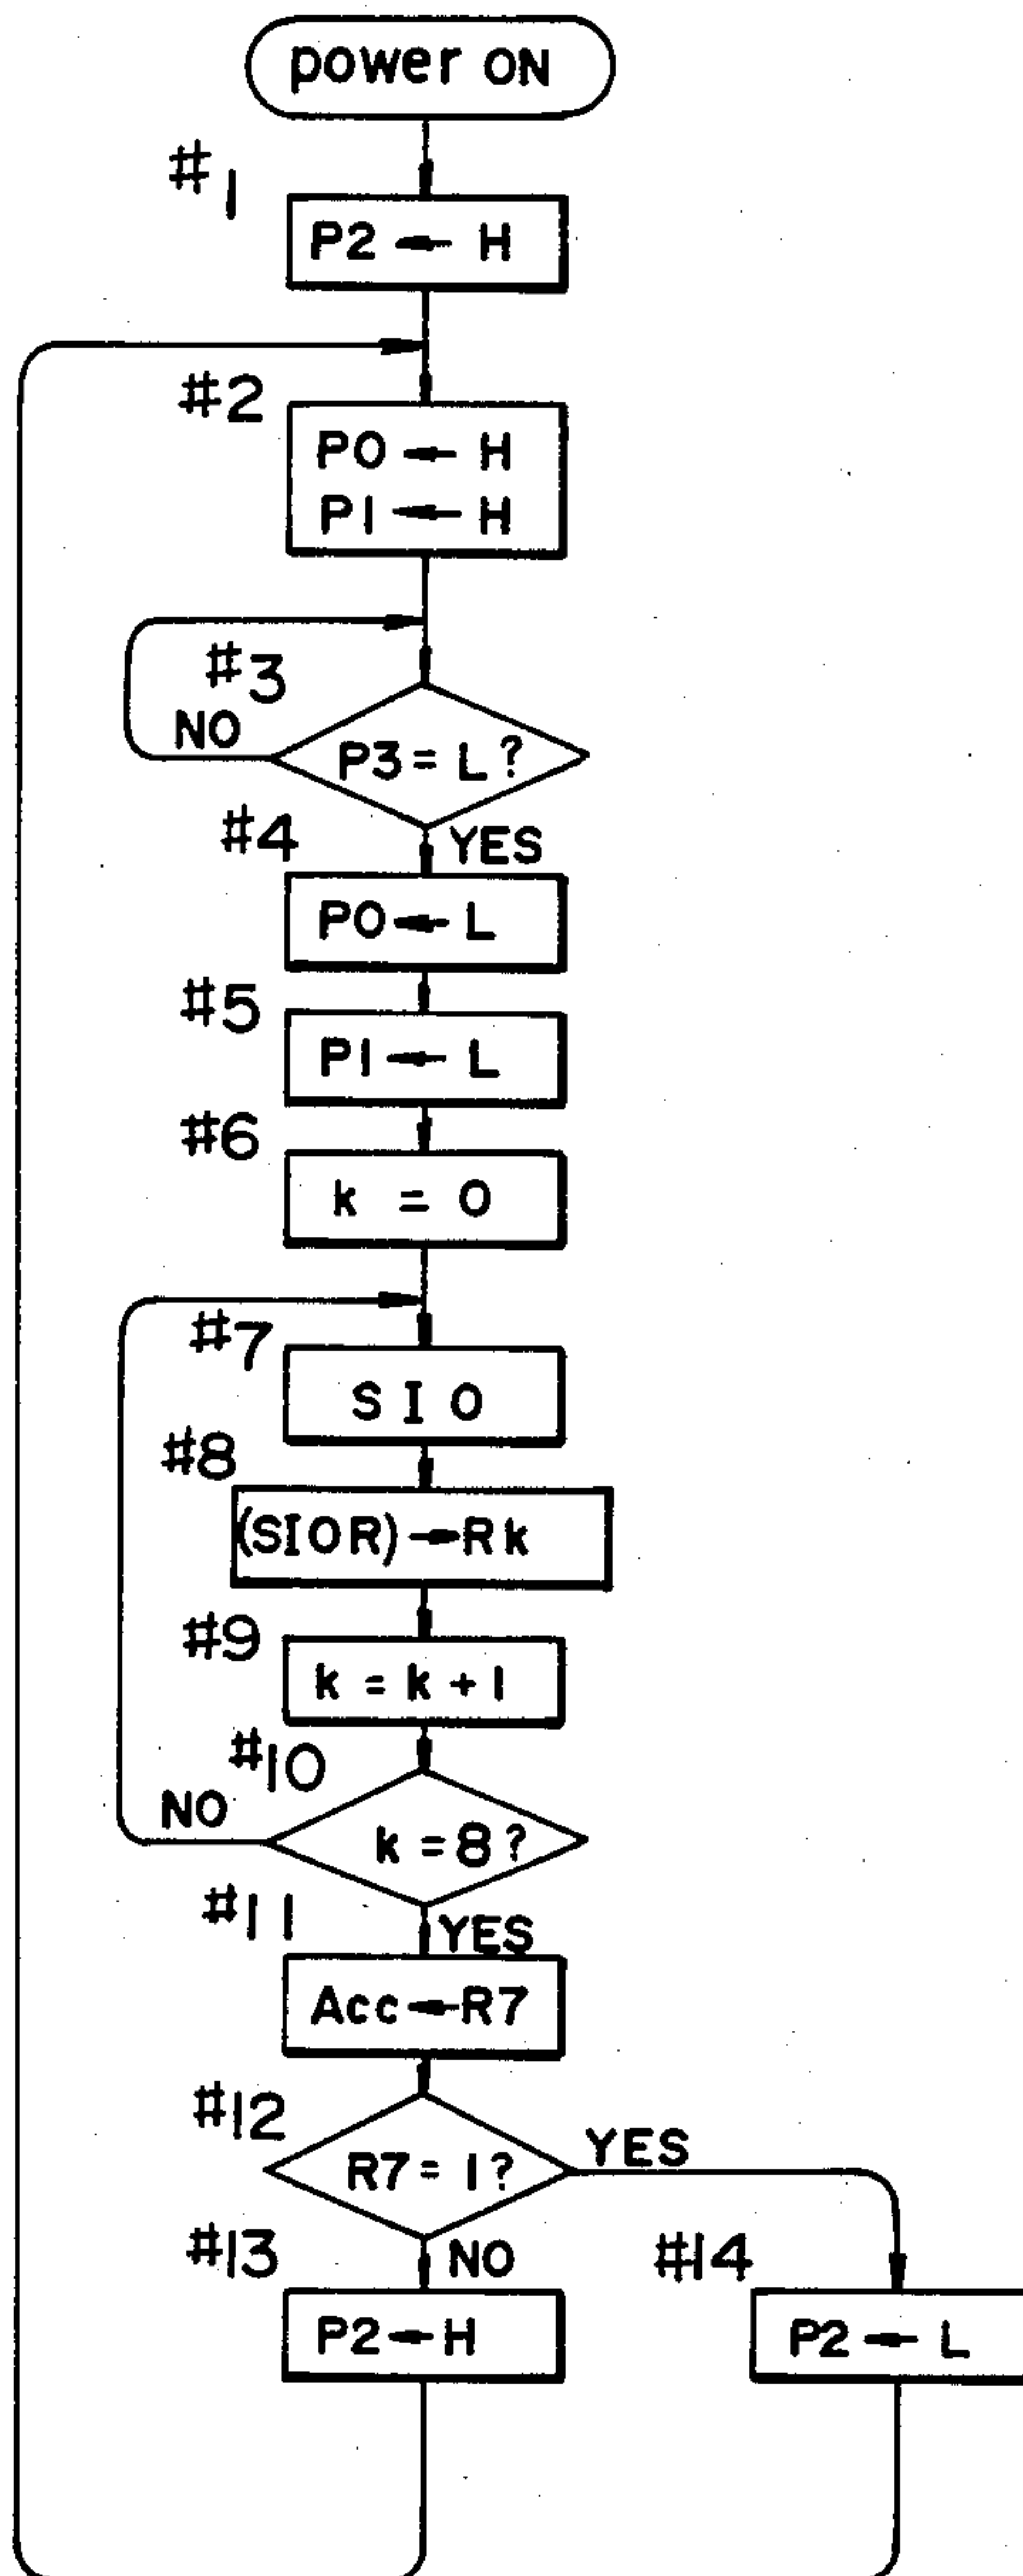 power ON
#1
P2 ← H
#2
P0 ← H
P1 ← H
#3
NO
P3 = L ?
#4
YES
P0 ← L
#5
P1 ← L
#6
k = 0
#7
S I O
#8
(SIOR) → Rk
#9
k = k + 1
#10
NO
k = 8 ?
#11
YES
Acc ← R7
#12
YES
R7 = 1 ?
#13
NO
#14
P2 ← H
P2 ← L